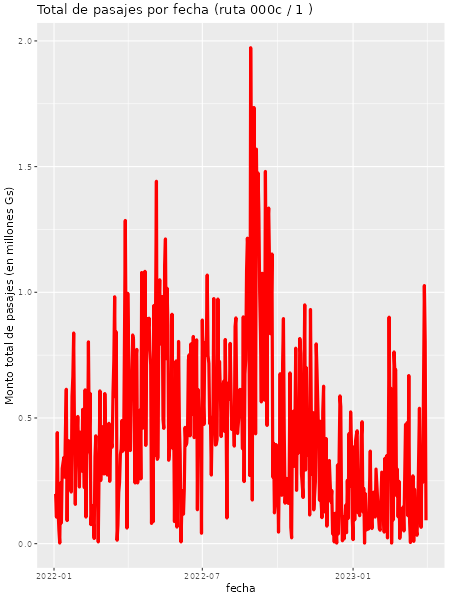 Total de pasajes por fecha (ruta 000c / 1 )
Monto total de pasajes (en millones Gs)
2.0
1.5
1.0
0.5
0.0
2022-01
2022-07
2023-01
fecha